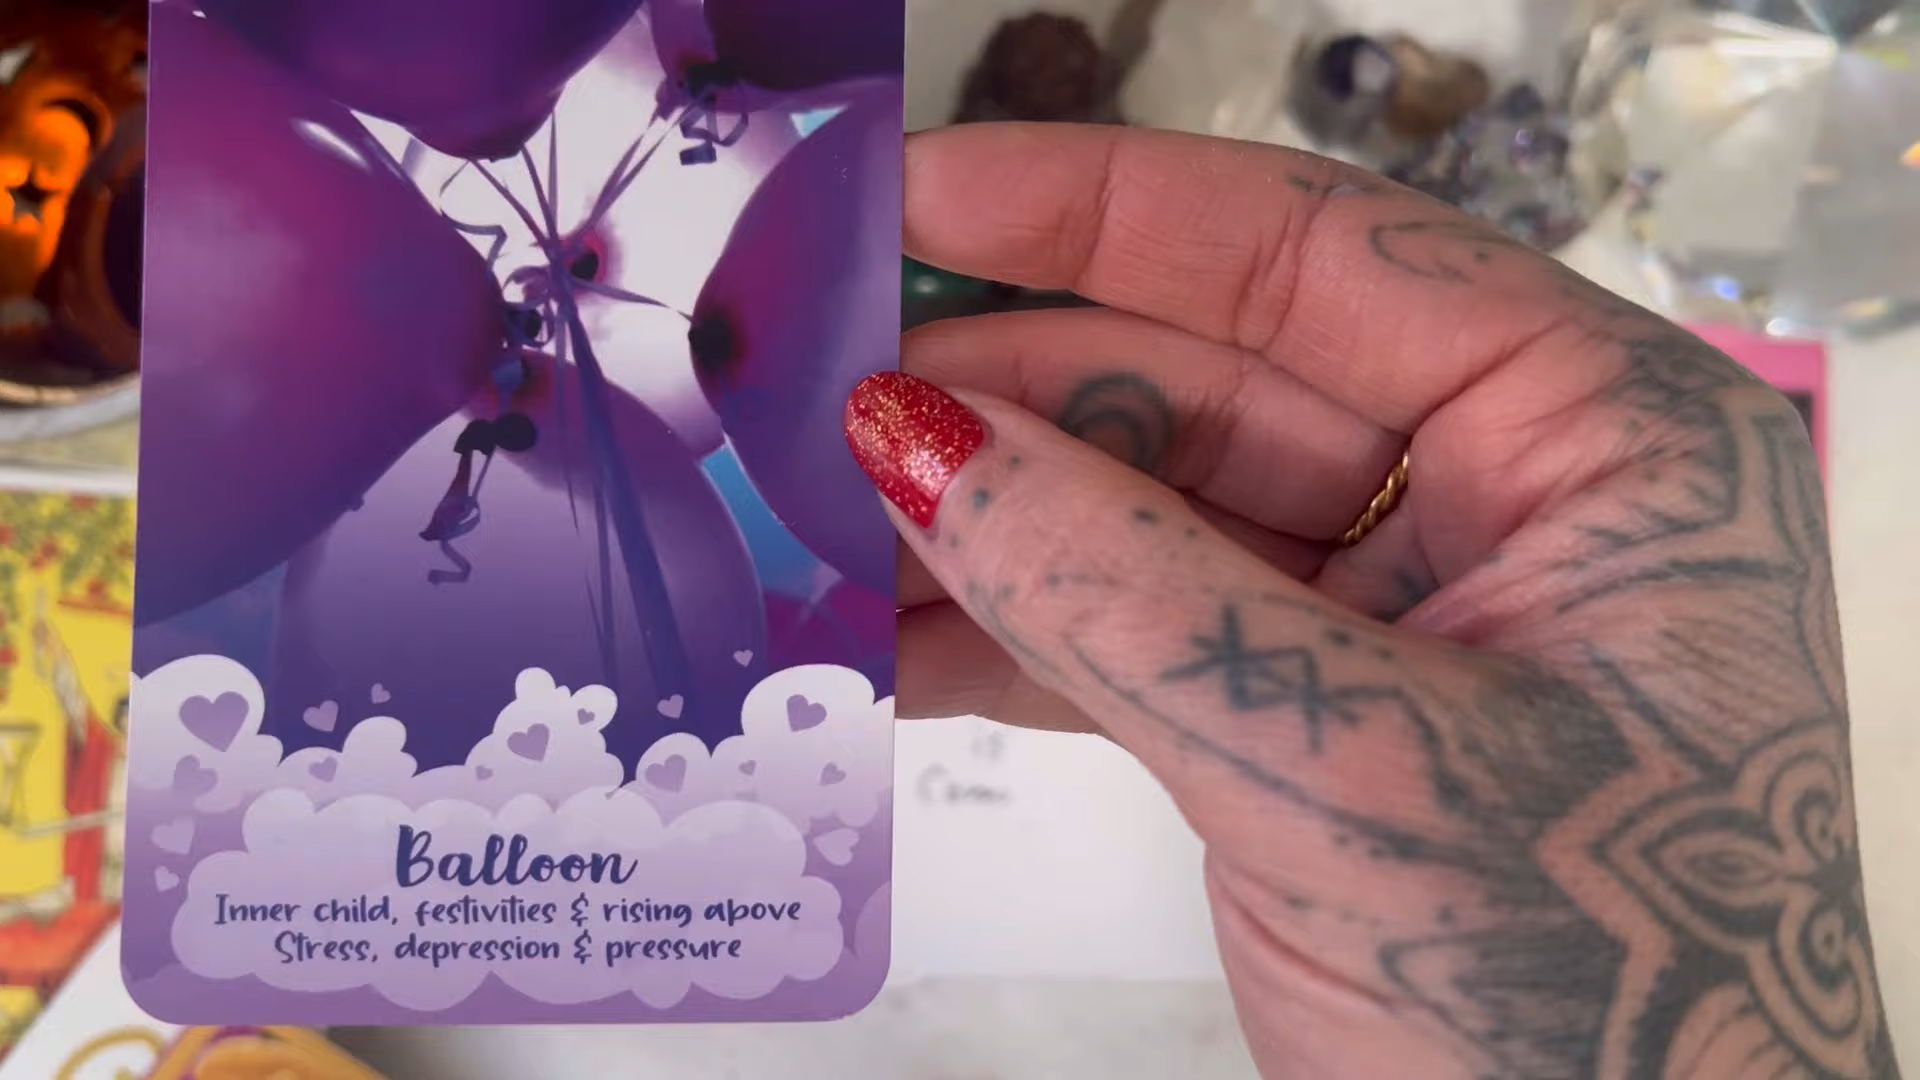 Balloon
Inner child, festivities & rising above
Stress, depression & pressure